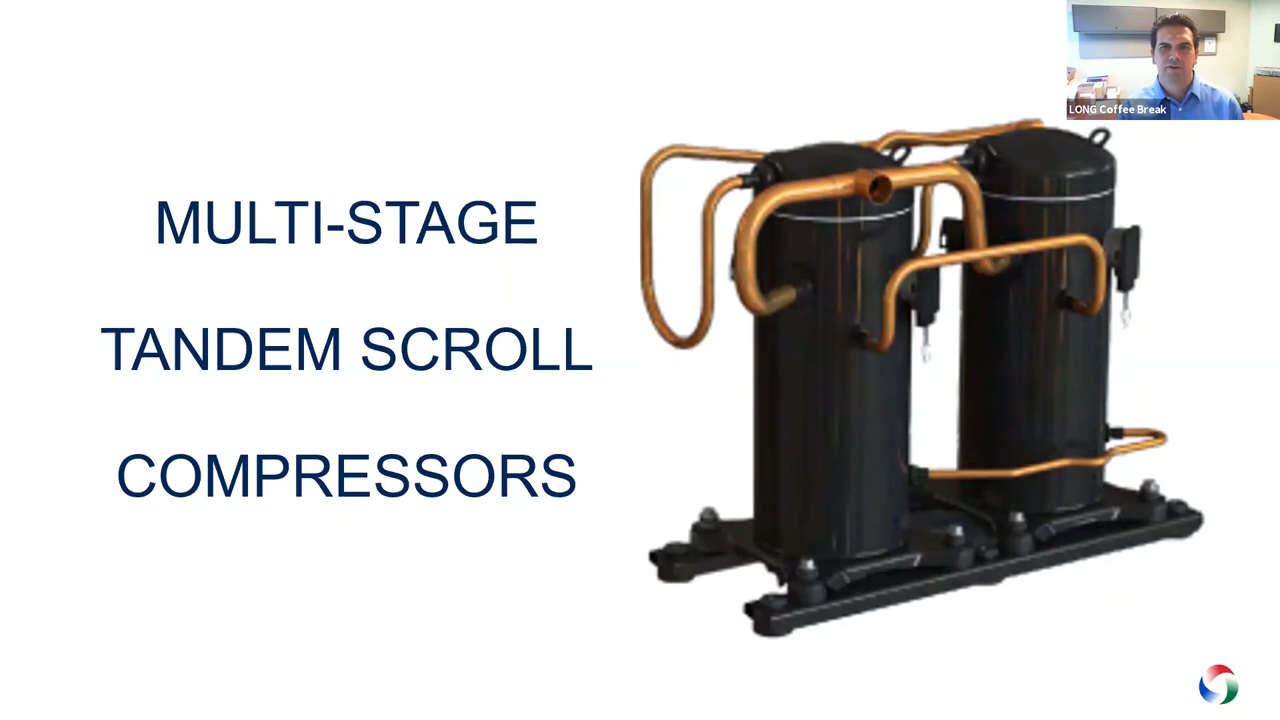 MULTI-STAGE
TANDEM SCROLL
COMPRESSORS
LONG Coffee Break